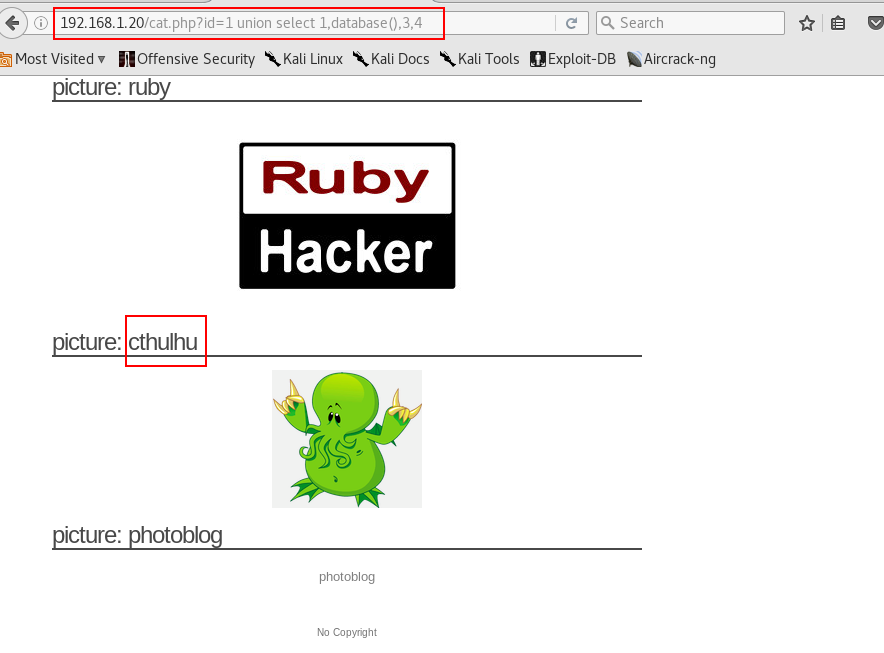 192.168.1.20/cat.php?id=1 union select 1,database(),3,4
Search
Most Visited
Offensive Security
Kali Linux
Kali Docs
Kali Tools
Exploit-DB
Aircrack-ng
picture: ruby
Ruby
Hacker
picture: cthulhu
picture: photoblog
photoblog
No Copyright